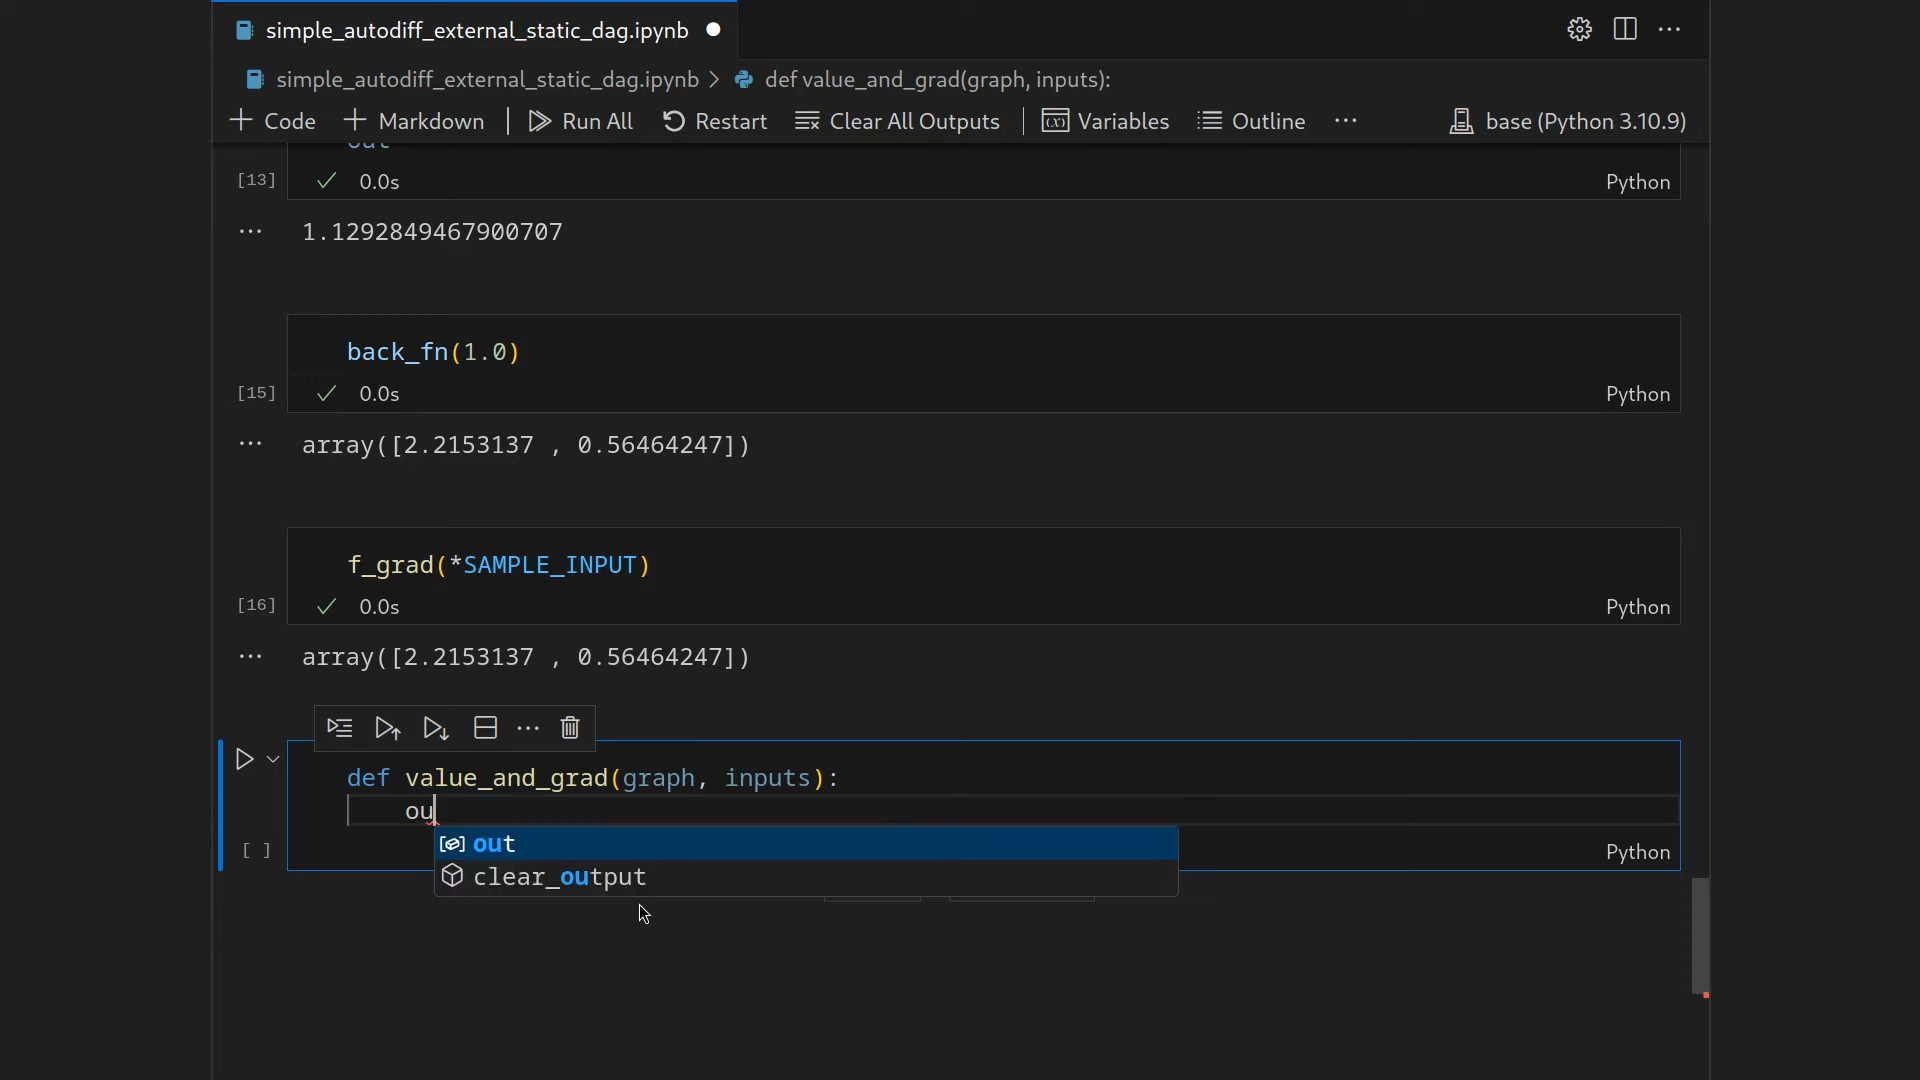 simple_autodiff_external_static_dag.ipynb
simple_autodiff_external_static_dag.ipynb > def value_and_grad(graph, inputs):
+ Code + Markdown | Run All Restart Clear All Outputs | Variables Outline ... base (Python 3.10.9)
out
[13] 0.0s Python
1.1292849467900707
back_fn(1.0)
[15] 0.0s Python
array([2.2153137 , 0.56464247])
f_grad(*SAMPLE_INPUT)
[16] 0.0s Python
array([2.2153137 , 0.56464247])
def value_and_grad(graph, inputs):
ou
out
[ ] Python
clear_output